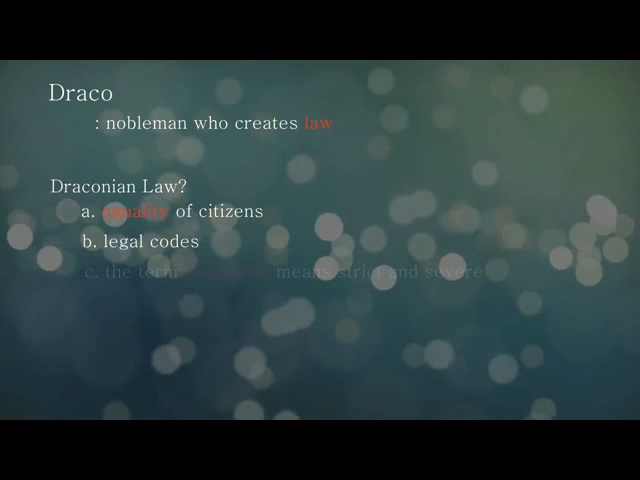 Draco
: nobleman who creates law
Draconian Law?
a. equality of citizens
b. legal codes
c. the term means strict and severe